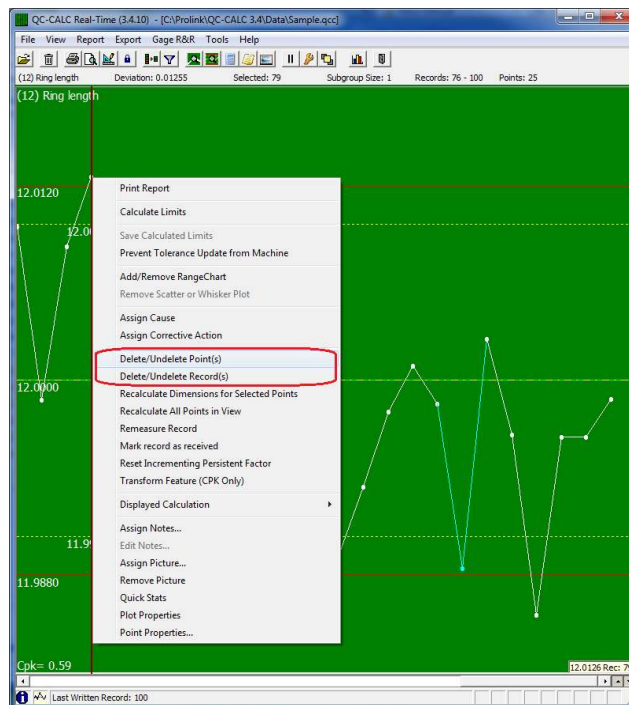 QC-CALC Real-Time (3.4.10) - [C:\Prolink\QC-CALC 3.4\Data\Sample.qcc]
File View Report Export Gage R&R Tools Help
(12) Ring length Deviation: 0.01255 Selected: 79 Subgroup Size: 1 Records: 76 - 100 Points: 25
(12) Ring length
12.0120
12.00
12.0000
11.99
11.9880
Print Report
Calculate Limits
Save Calculated Limits
Prevent Tolerance Update from Machine
Add/Remove RangeChart
Remove Scatter or Whisker Plot
Assign Cause
Assign Corrective Action
Delete/Undelete Point(s)
Delete/Undelete Record(s)
Recalculate Dimensions for Selected Points
Recalculate All Points in View
Remeasure Record
Mark record as received
Reset Incrementing Persistent Factor
Transform Feature (CPK Only)
Displayed Calculation
Assign Notes...
Edit Notes...
Assign Picture...
Remove Picture
Quick Stats
Plot Properties
Point Properties...
Cpk= 0.59
12.0126 Rec: 7
Last Written Record: 100